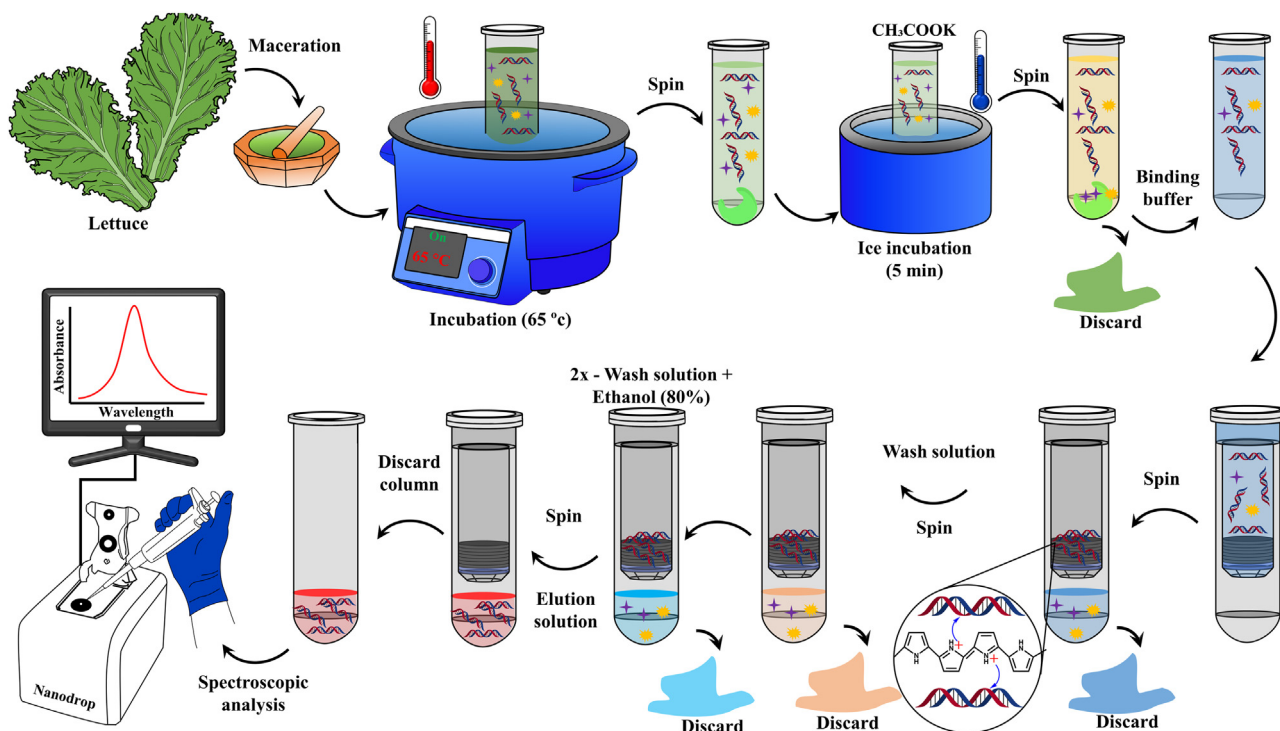 Maceration
Lettuce
On
65 °C
Incubation (65 °c)
Spin
CH₃COOK
Ice incubation
(5 min)
Spin
Binding
buffer
Discard
Spin
Wash solution
Spin
N
H
H
N
+
N
H
+
H
N
Discard
Discard
2x - Wash solution +
Ethanol (80%)
Discard
Spin
Elution
solution
Discard
column
Spectroscopic
analysis
Absorbance
Wavelength
Nanodrop